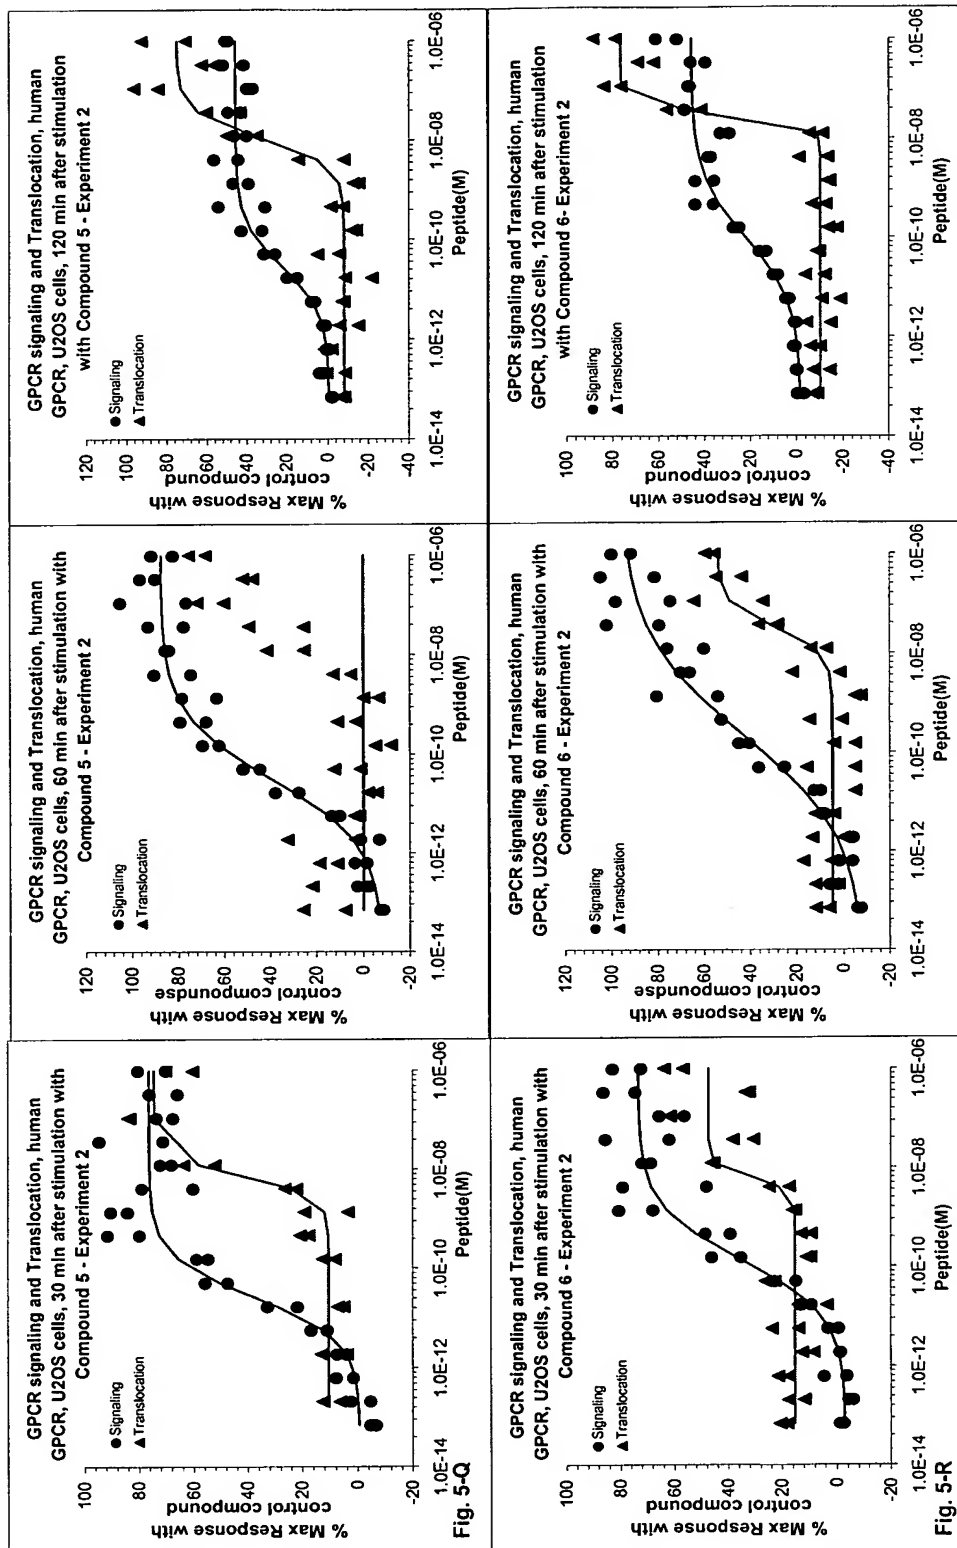 GPCR signaling and Translocation, human
GPCR, U2OS cells, 30 min after stimulation with
Compound 5 - Experiment 2
● Signaling
▲ Translocation
% Max Response with
control compound
100
80
60
40
20
0
-20
1.0E-14 1.0E-12 1.0E-10 1.0E-08 1.0E-06
Peptide(M)
Fig. 5-Q
GPCR signaling and Translocation, human
GPCR, U2OS cells, 60 min after stimulation with
Compound 5 - Experiment 2
● Signaling
▲ Translocation
% Max Response with
control compoundse
120
100
80
60
40
20
0
-20
1.0E-14 1.0E-12 1.0E-10 1.0E-08 1.0E-06
Peptide(M)
GPCR signaling and Translocation, human
GPCR, U2OS cells, 120 min after stimulation
with Compound 5 - Experiment 2
● Signaling
▲ Translocation
% Max Response with
control compound
120
100
80
60
40
20
0
-20
-40
1.0E-14 1.0E-12 1.0E-10 1.0E-08 1.0E-06
Peptide(M)
GPCR signaling and Translocation, human
GPCR, U2OS cells, 30 min after stimulation with
Compound 6 - Experiment 2
● Signaling
▲ Translocation
% Max Response with
control compound
100
80
60
40
20
0
-20
1.0E-14 1.0E-12 1.0E-10 1.0E-08 1.0E-06
Peptide(M)
Fig. 5-R
GPCR signaling and Translocation, human
GPCR, U2OS cells, 60 min after stimulation with
Compound 6 - Experiment 2
● Signaling
▲ Translocation
% Max Response with
control compound
120
100
80
60
40
20
0
-20
1.0E-14 1.0E-12 1.0E-10 1.0E-08 1.0E-06
Peptide(M)
GPCR signaling and Translocation, human
GPCR, U2OS cells, 120 min after stimulation
with Compound 6- Experiment 2
● Signaling
▲ Translocation
% Max Response with
control compound
100
80
60
40
20
0
-20
-40
1.0E-14 1.0E-12 1.0E-10 1.0E-08 1.0E-06
Peptide(M)